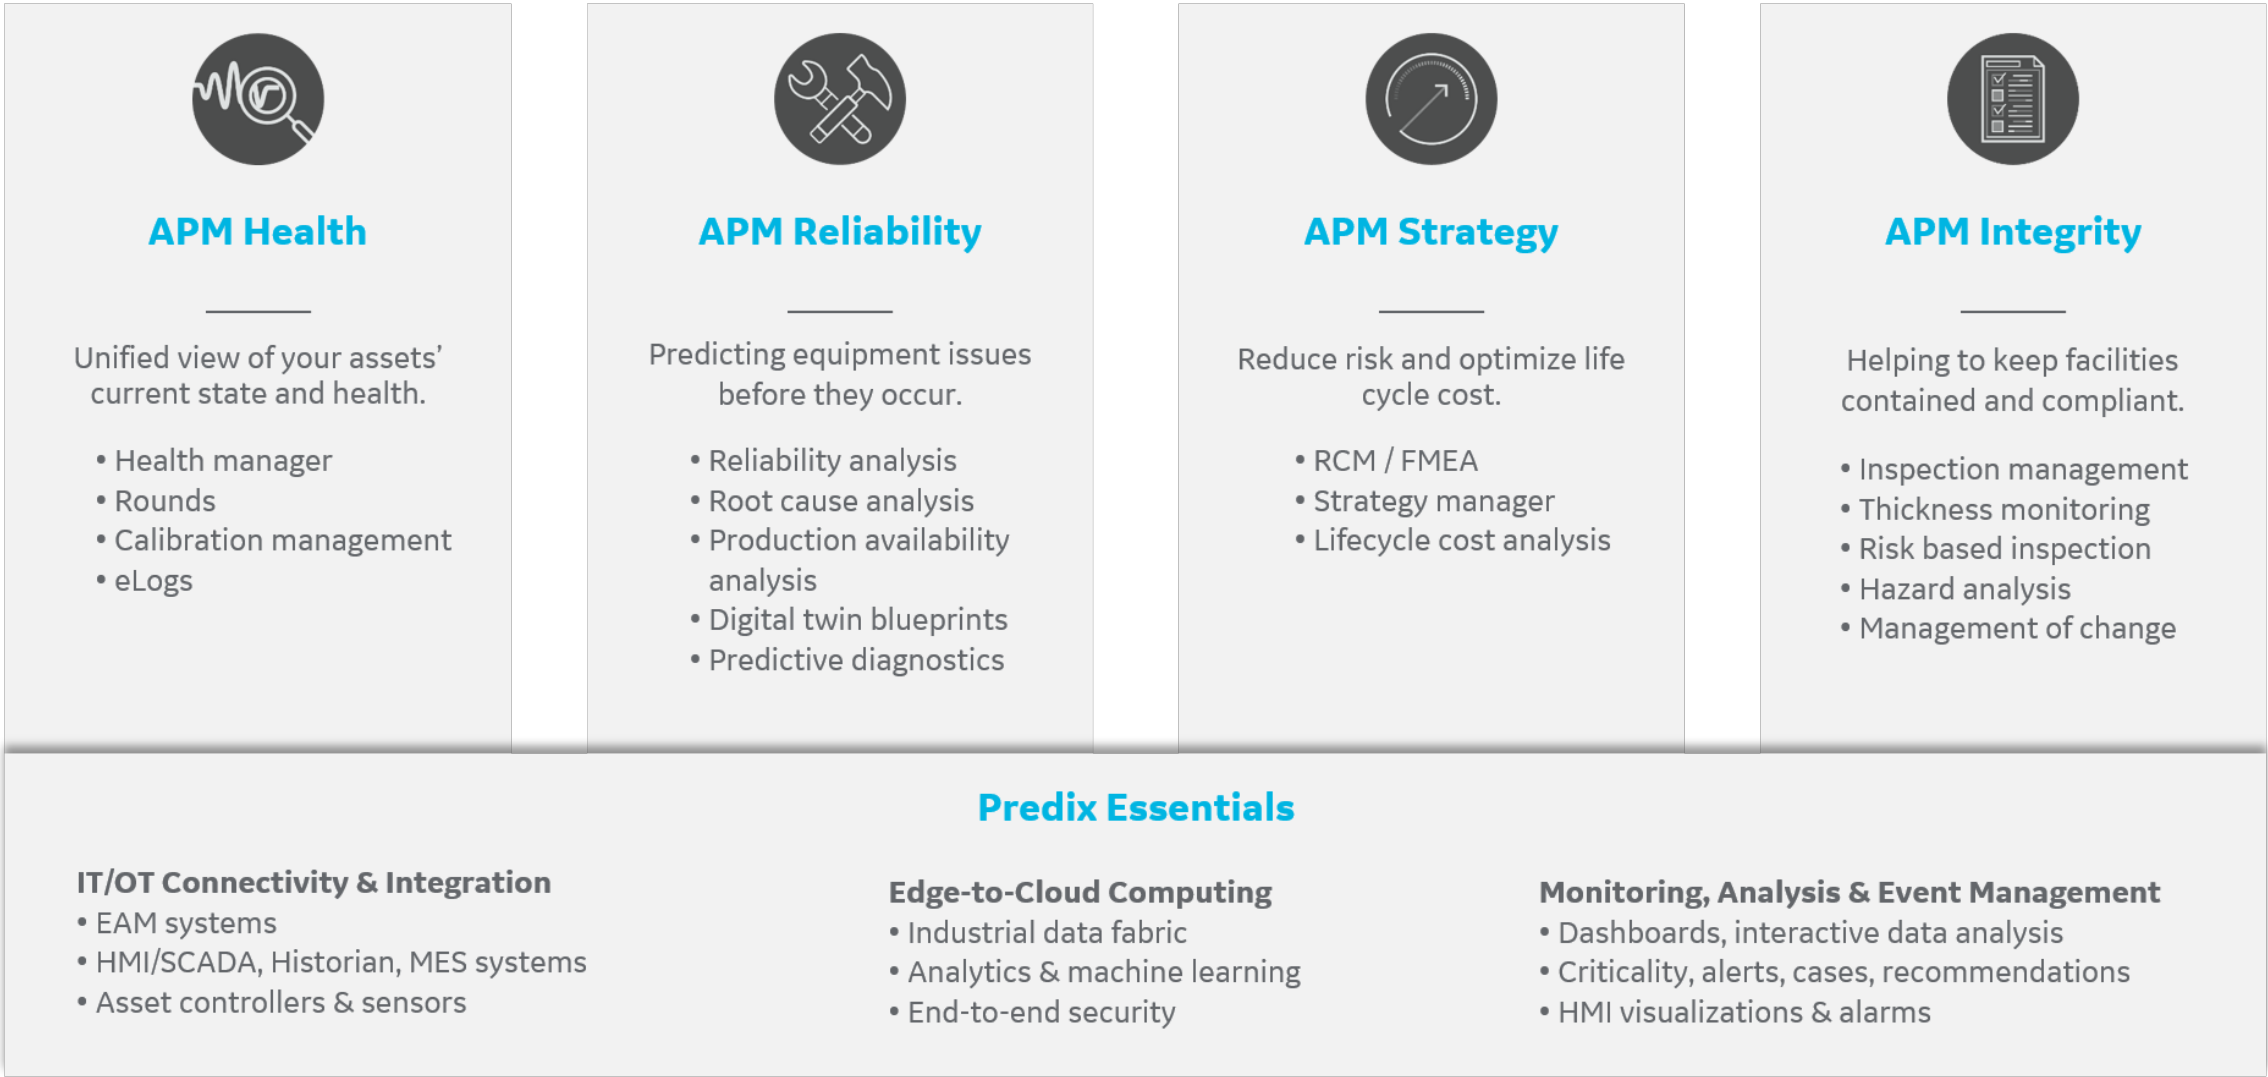 APM Health
Unified view of your assets’
current state and health.
• Health manager
• Rounds
• Calibration management
• eLogs
APM Reliability
Predicting equipment issues
before they occur.
• Reliability analysis
• Root cause analysis
• Production availability
analysis
• Digital twin blueprints
• Predictive diagnostics
APM Strategy
Reduce risk and optimize life
cycle cost.
• RCM / FMEA
• Strategy manager
• Lifecycle cost analysis
APM Integrity
Helping to keep facilities
contained and compliant.
• Inspection management
• Thickness monitoring
• Risk based inspection
• Hazard analysis
• Management of change
Predix Essentials
IT/OT Connectivity & Integration
• EAM systems
• HMI/SCADA, Historian, MES systems
• Asset controllers & sensors
Edge-to-Cloud Computing
• Industrial data fabric
• Analytics & machine learning
• End-to-end security
Monitoring, Analysis & Event Management
• Dashboards, interactive data analysis
• Criticality, alerts, cases, recommendations
• HMI visualizations & alarms